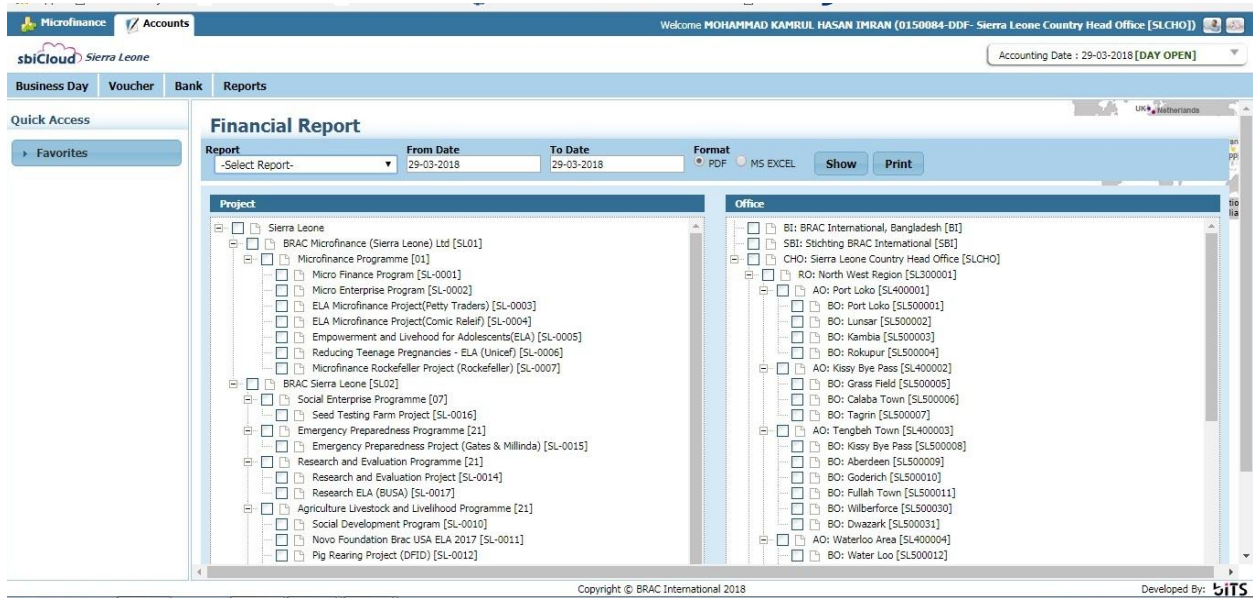 Microfinance Accounts Welcome MOHAMMAD KAMRUL HASAN IMRAN (0150084-DDF- Sierra Leone Country Head Office [SLCHO])
sbiCloud Sierra Leone Accounting Date : 29-03-2018 [DAY OPEN]
Business Day Voucher Bank Reports
Quick Access
Favorites
UK Netherlands
Financial Report
Report From Date To Date Format
-Select Report- 29-03-2018 29-03-2018 PDF MS EXCEL Show Print
Project
Sierra Leone
BRAC Microfinance (Sierra Leone) Ltd [SL01]
Microfinance Programme [01]
Micro Finance Program [SL-0001]
Micro Enterprise Program [SL-0002]
ELA Microfinance Project(Petty Traders) [SL-0003]
ELA Microfinance Project(Comic Releif) [SL-0004]
Empowerment and Livehood for Adolescents(ELA) [SL-0005]
Reducing Teenage Pregnancies - ELA (Unicef) [SL-0006]
Microfinance Rockefeller Project (Rockefeller) [SL-0007]
BRAC Sierra Leone [SL02]
Social Enterprise Programme [07]
Seed Testing Farm Project [SL-0016]
Emergency Preparedness Programme [21]
Emergency Preparedness Project (Gates & Millinda) [SL-0015]
Research and Evaluation Programme [21]
Research and Evaluation Project [SL-0014]
Research ELA (BUSA) [SL-0017]
Agriculture Livestock and Livelihood Programme [21]
Social Development Program [SL-0010]
Novo Foundation Brac USA ELA 2017 [SL-0011]
Pig Rearing Project (DFID) [SL-0012]
Office
BI: BRAC International, Bangladesh [BI]
SBI: Stichting BRAC International [SBI]
CHO: Sierra Leone Country Head Office [SLCHO]
RO: North West Region [SL300001]
AO: Port Loko [SL400001]
BO: Port Loko [SL500001]
BO: Lunsar [SL500002]
BO: Kambia [SL500003]
BO: Rokupur [SL500004]
AO: Kissy Bye Pass [SL400002]
BO: Grass Field [SL500005]
BO: Calaba Town [SL500006]
BO: Tagrin [SL500007]
AO: Tengbeh Town [SL400003]
BO: Kissy Bye Pass [SL500008]
BO: Aberdeen [SL500009]
BO: Goderich [SL500010]
BO: Fullah Town [SL500011]
BO: Wilberforce [SL500030]
BO: Dwazark [SL500031]
AO: Waterloo Area [SL400004]
BO: Water Loo [SL500012]
Copyright © BRAC International 2018 Developed By: biTS